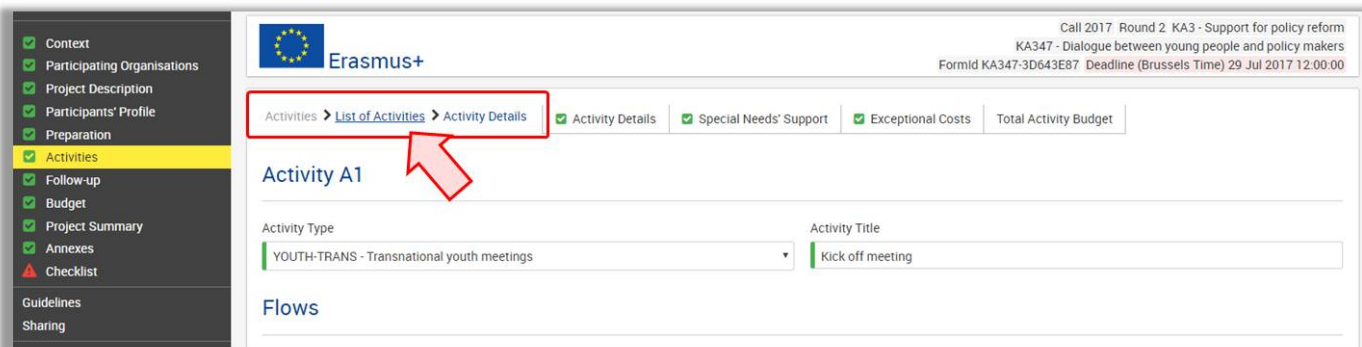 Context
Participating Organisations
Project Description
Participants' Profile
Preparation
Activities
Follow-up
Budget
Project Summary
Annexes
Checklist
Guidelines
Sharing
Erasmus+
Call 2017 Round 2 KA3 - Support for policy reform
KA347 - Dialogue between young people and policy makers
FormId KA347-3D643E87 Deadline (Brussels Time) 29 Jul 2017 12:00:00
Activities > List of Activities > Activity Details
Activity Details
Special Needs' Support
Exceptional Costs
Total Activity Budget
Activity A1
Activity Type
Activity Title
YOUTH-TRANS - Transnational youth meetings
Kick off meeting
Flows